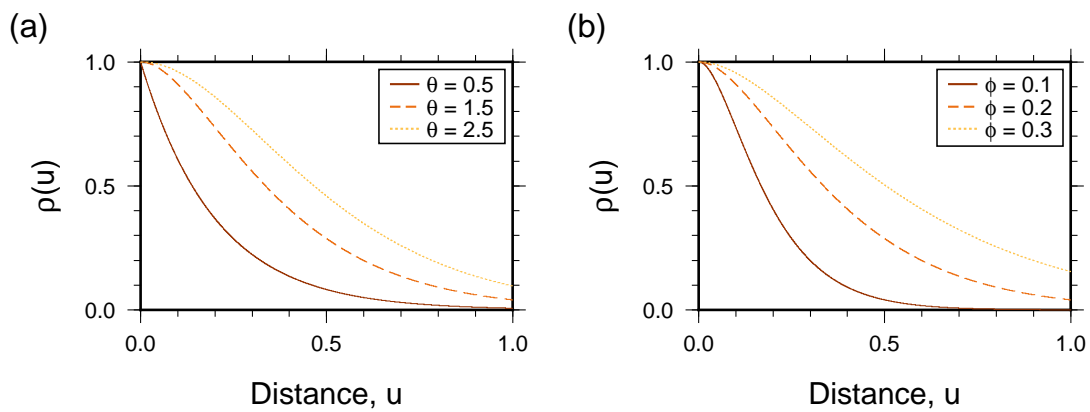 (a)
θ = 0.5
θ = 1.5
θ = 2.5
1.0
0.5
0.0
ρ(u)
0.0 0.5 1.0
Distance, u
(b)
ϕ = 0.1
ϕ = 0.2
ϕ = 0.3
1.0
0.5
0.0
ρ(u)
0.0 0.5 1.0
Distance, u